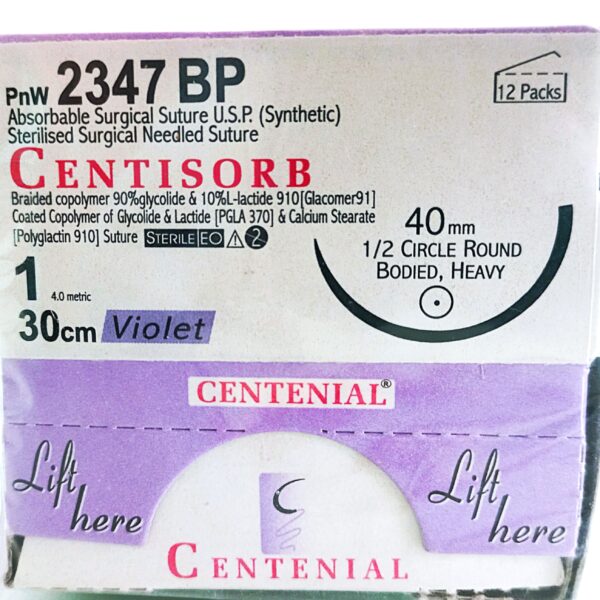 PnW 2347 BP
12 Packs
Absorbable Surgical Suture U.S.P. (Synthetic)
Sterilised Surgical Needled Suture
CENTISORB
Braided copolymer 90%glycolide & 10%L-lactide 910[Glacomer91]
Coated Copolymer of Glycolide & Lactide [PGLA 370] & Calcium Stearate
[Polyglactin 910] Suture STERILE EO 2
40mm
1/2 CIRCLE ROUND
BODIED, HEAVY
1 4.0 metric
30cm Violet
CENTENIAL®
Lift here
Lift here
CENTENIAL